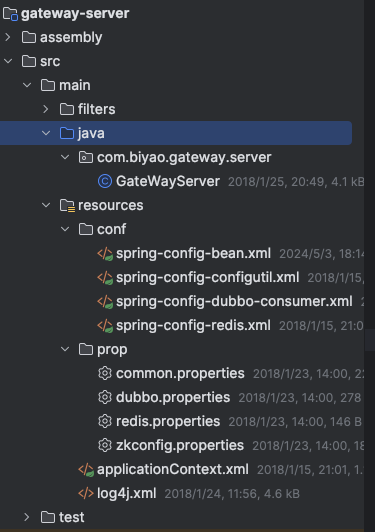 gateway-server
assembly
src
main
filters
java
com.biyao.gateway.server
GateWayServer 2018/1/25, 20:49, 4.1 kB
resources
conf
spring-config-bean.xml 2024/5/3, 18:14
spring-config-configutil.xml 2018/1/15,
spring-config-dubbo-consumer.xml 2
spring-config-redis.xml 2018/1/15, 21:0
prop
common.properties 2018/1/23, 14:00, 22
dubbo.properties 2018/1/23, 14:00, 278
redis.properties 2018/1/23, 14:00, 146 B
zkconfig.properties 2018/1/23, 14:00, 18
applicationContext.xml 2018/1/15, 21:01, 1.
log4j.xml 2018/1/24, 11:56, 4.6 kB
test